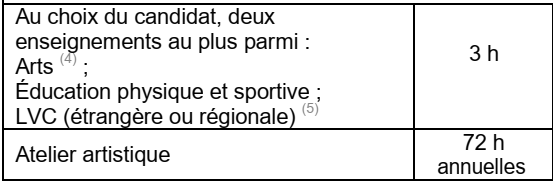 Au choix du candidat, deux
enseignements au plus parmi :
Arts (4) ;
Éducation physique et sportive ;
LVC (étrangère ou régionale) (5)
3 h
Atelier artistique
72 h
annuelles